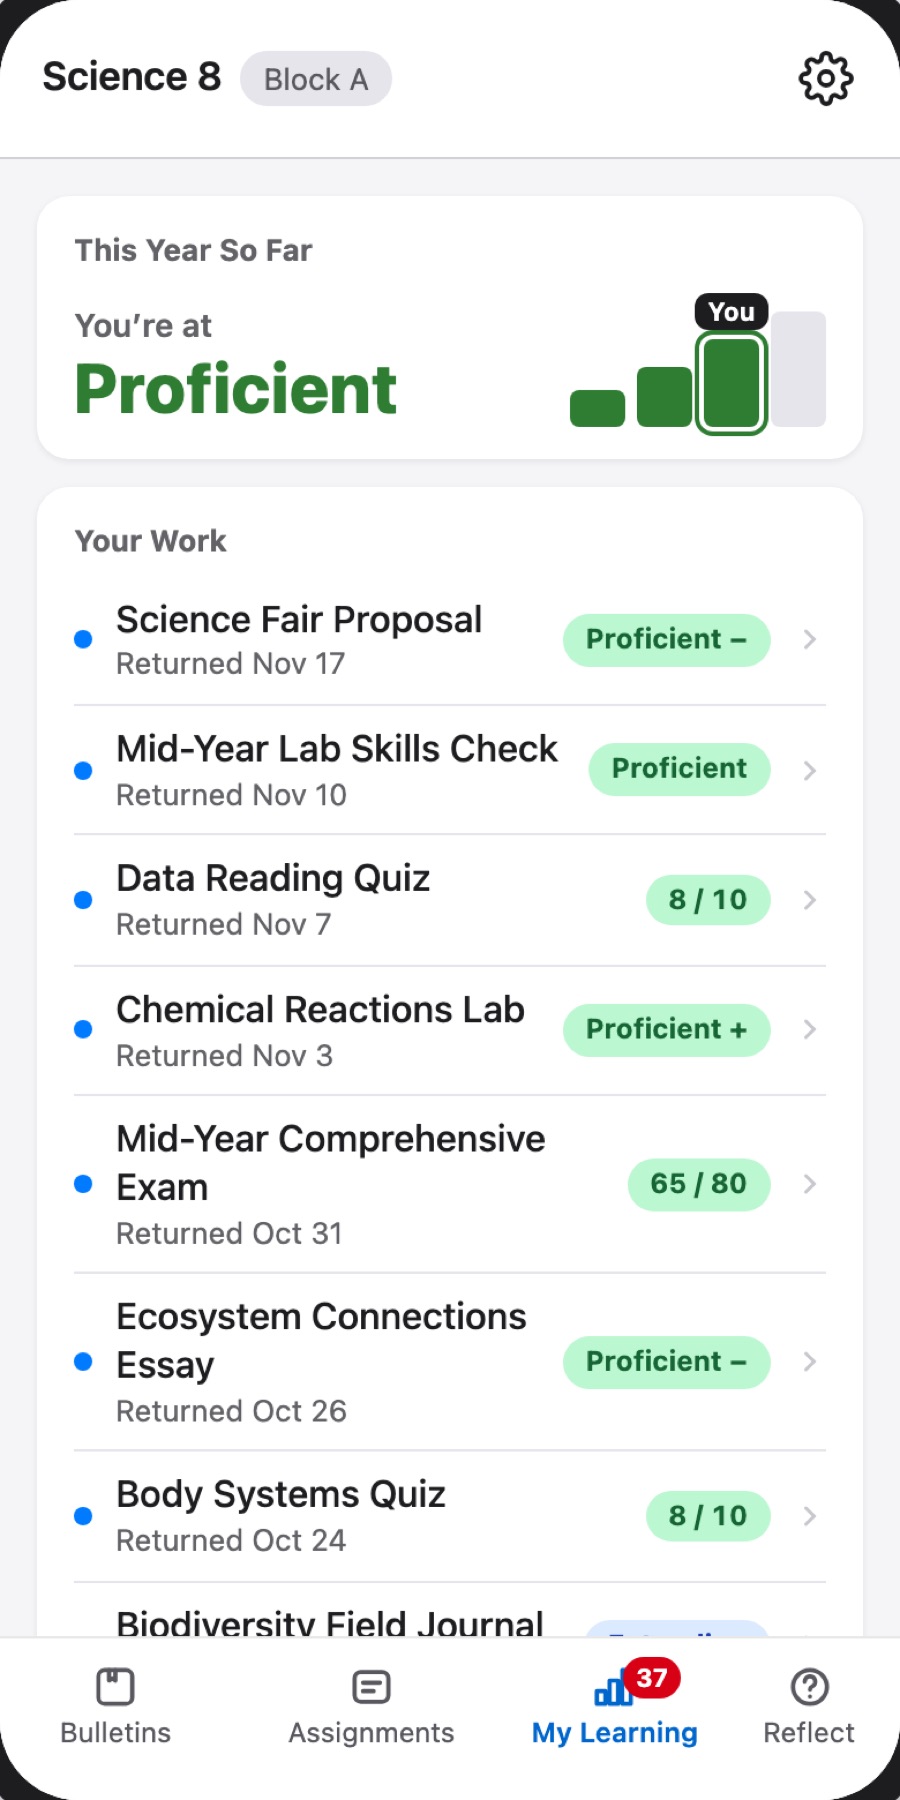 Science 8
Block A
This Year So Far
You’re at
Proficient
You
Your Work
Science Fair Proposal
Returned Nov 17
Proficient –
Mid-Year Lab Skills Check
Returned Nov 10
Proficient
Data Reading Quiz
Returned Nov 7
8 / 10
Chemical Reactions Lab
Returned Nov 3
Proficient +
Mid-Year Comprehensive
Exam
Returned Oct 31
65 / 80
Ecosystem Connections
Essay
Returned Oct 26
Proficient –
Body Systems Quiz
Returned Oct 24
8 / 10
Biodiversity Field Journal
37
Bulletins
Assignments
My Learning
Reflect